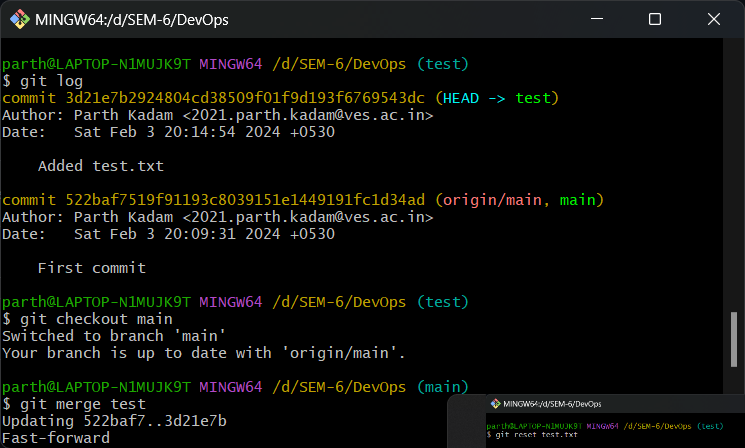 MINGW64:/d/SEM-6/DevOps
parth@LAPTOP-N1MUJK9T MINGW64 /d/SEM-6/DevOps (test)
$ git log
commit 3d21e7b2924804cd38509f01f9d193f6769543dc (HEAD -> test)
Author: Parth Kadam <2021.parth.kadam@ves.ac.in>
Date:   Sat Feb 3 20:14:54 2024 +0530
    Added test.txt
commit 522baf7519f91193c8039151e1449191fc1d34ad (origin/main, main)
Author: Parth Kadam <2021.parth.kadam@ves.ac.in>
Date:   Sat Feb 3 20:09:31 2024 +0530
    First commit
parth@LAPTOP-N1MUJK9T MINGW64 /d/SEM-6/DevOps (test)
$ git checkout main
Switched to branch 'main'
Your branch is up to date with 'origin/main'.
parth@LAPTOP-N1MUJK9T MINGW64 /d/SEM-6/DevOps (main)
$ git merge test
Updating 522baf7..3d21e7b
Fast-forward
MINGW64:/d/SEM-6/DevOps
parth@LAPTOP-N1MUJK9T MINGW64 /d/SEM-6/DevOps (test)
$ git reset test.txt